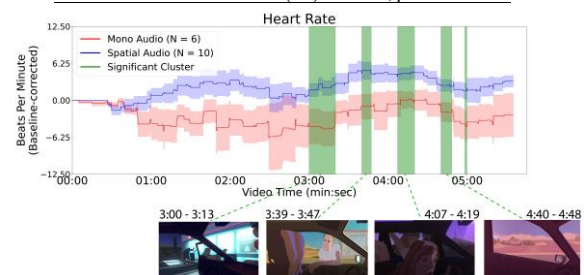 Heart Rate
12.50
6.25
0.00
−6.25
−12.50
Beats Per Minute
(Baseline-corrected)
Mono Audio (N = 6)
Spatial Audio (N = 10)
Significant Cluster
00:00 01:00 02:00 03:00 04:00 05:00
Video Time (min:sec)
3:00 - 3:13 3:39 - 3:47 4:07 - 4:19 4:40 - 4:48